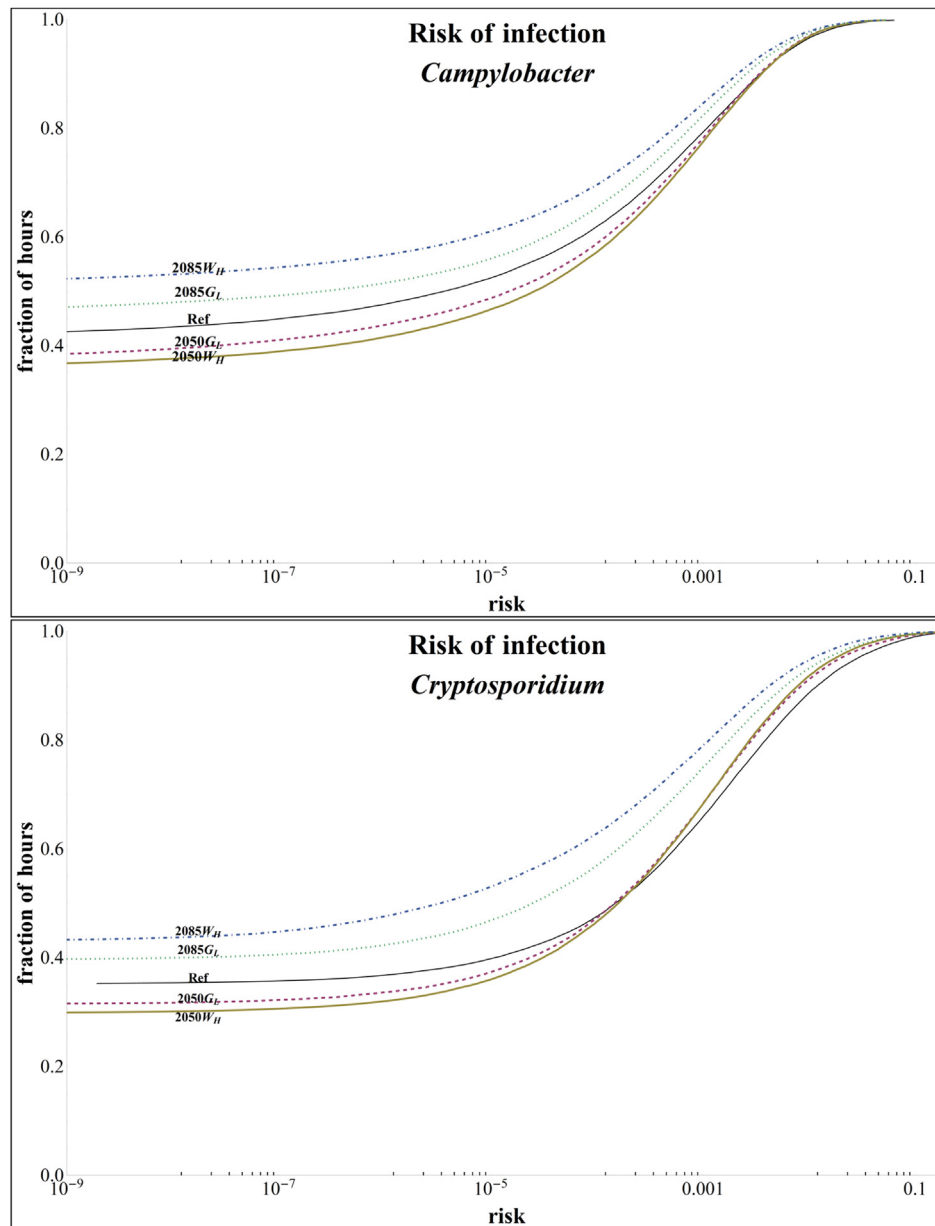 Risk of infection
Campylobacter
1.0
0.8
0.6
0.4
0.2
0.0
fraction of hours
2085W_H
2085G_L
Ref
2050G_L
2050W_H
10⁻⁹
10⁻⁷
10⁻⁵
0.001
0.1
risk
Risk of infection
Cryptosporidium
1.0
0.8
0.6
0.4
0.2
0.0
fraction of hours
2085W_H
2085G_L
Ref
2050G_L
2050W_H
10⁻⁹
10⁻⁷
10⁻⁵
0.001
0.1
risk